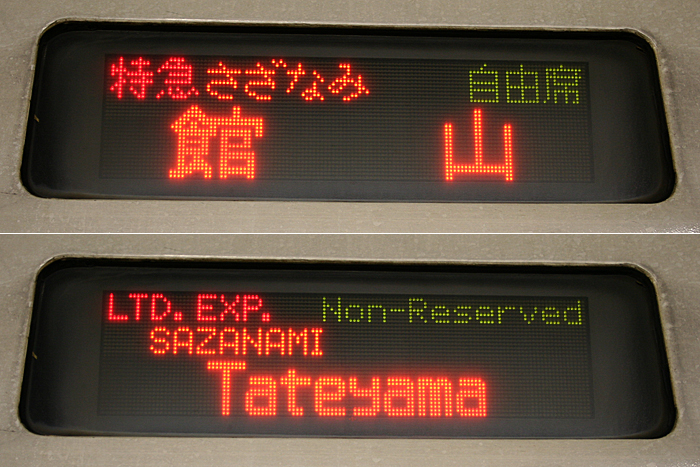 特急さざなみ 自由席
館山
LTD. EXP. Non-Reserved
SAZANAMI
Tateyama